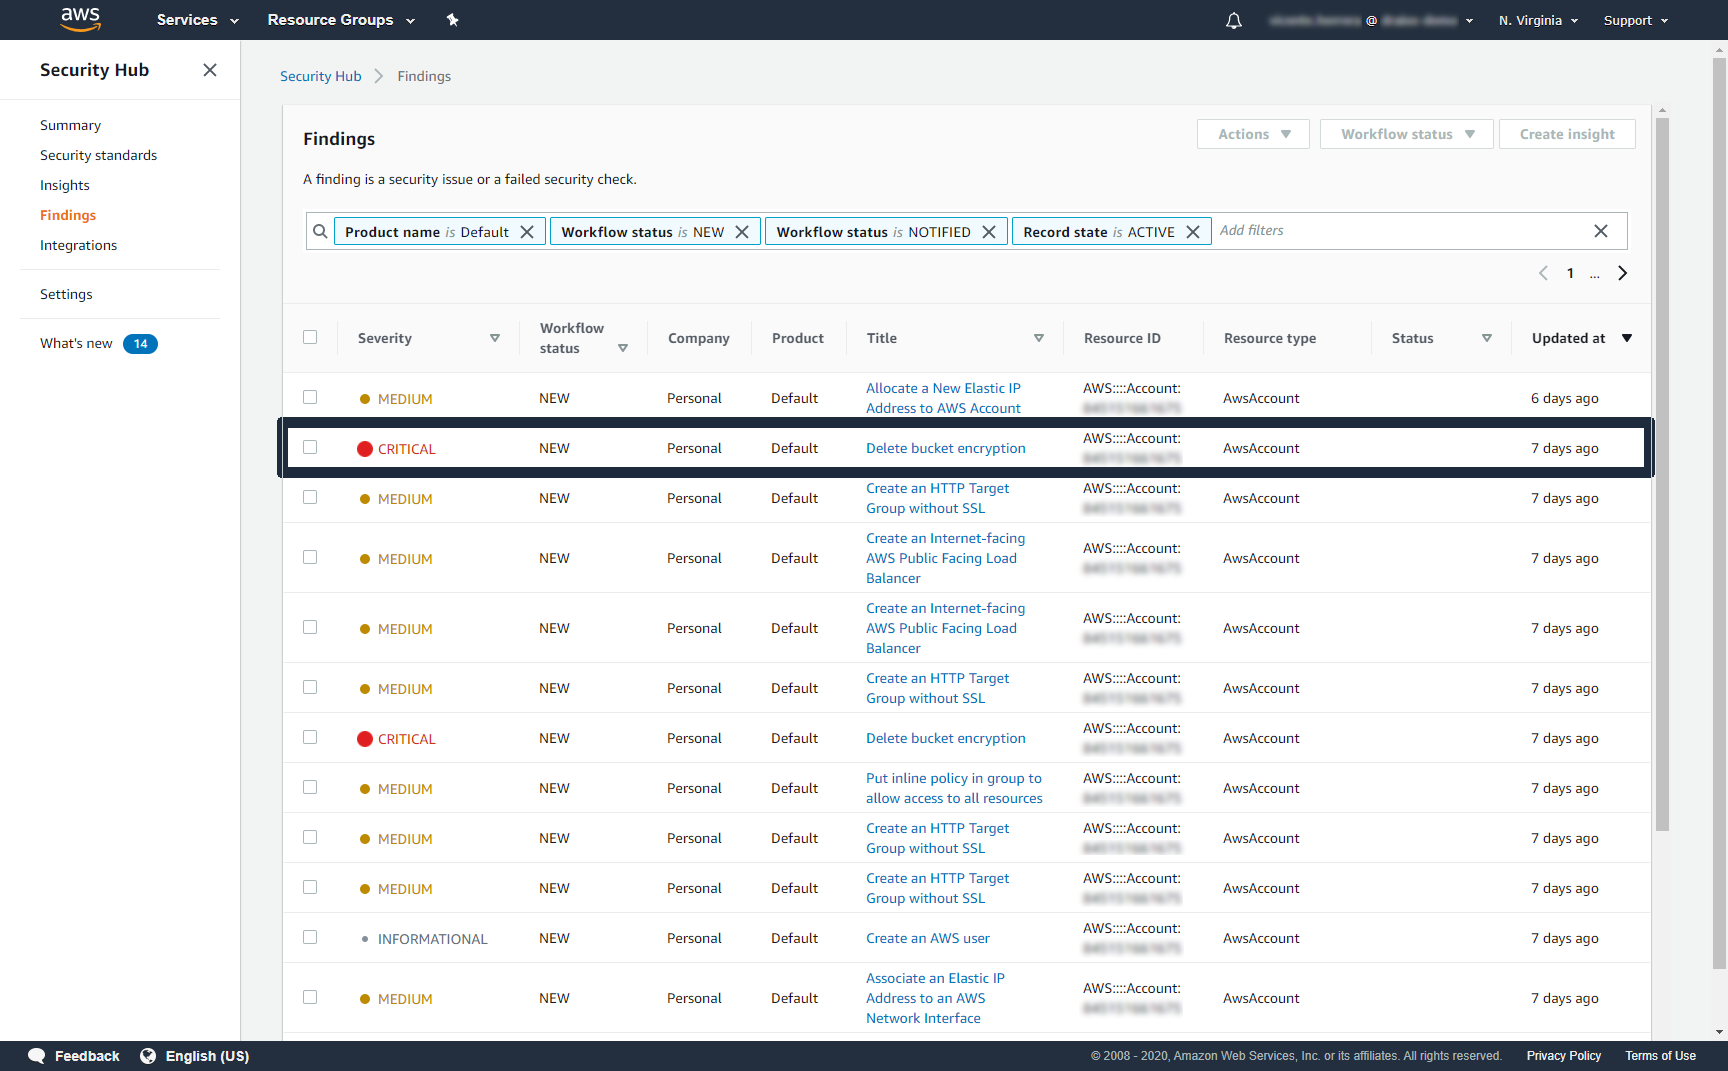 aws
Services
Resource Groups
@
N. Virginia
Support
Security Hub
Summary
Security standards
Insights
Findings
Integrations
Settings
What's new 14
Security Hub
Findings
Findings
Actions
Workflow status
Create insight
A finding is a security issue or a failed security check.
Product name is Default
Workflow status is NEW
Workflow status is NOTIFIED
Record state is ACTIVE
Add filters
1 ...
Severity
Workflow
status
Company
Product
Title
Resource ID
Resource type
Status
Updated at
MEDIUM
NEW
Personal
Default
Allocate a New Elastic IP
Address to AWS Account
AWS::::Account:
AwsAccount
6 days ago
CRITICAL
NEW
Personal
Default
Delete bucket encryption
AWS::::Account:
AwsAccount
7 days ago
MEDIUM
NEW
Personal
Default
Create an HTTP Target
Group without SSL
AWS::::Account:
AwsAccount
7 days ago
MEDIUM
NEW
Personal
Default
Create an Internet-facing
AWS Public Facing Load
Balancer
AWS::::Account:
AwsAccount
7 days ago
MEDIUM
NEW
Personal
Default
Create an Internet-facing
AWS Public Facing Load
Balancer
AWS::::Account:
AwsAccount
7 days ago
MEDIUM
NEW
Personal
Default
Create an HTTP Target
Group without SSL
AWS::::Account:
AwsAccount
7 days ago
CRITICAL
NEW
Personal
Default
Delete bucket encryption
AWS::::Account:
AwsAccount
7 days ago
MEDIUM
NEW
Personal
Default
Put inline policy in group to
allow access to all resources
AWS::::Account:
AwsAccount
7 days ago
MEDIUM
NEW
Personal
Default
Create an HTTP Target
Group without SSL
AWS::::Account:
AwsAccount
7 days ago
MEDIUM
NEW
Personal
Default
Create an HTTP Target
Group without SSL
AWS::::Account:
AwsAccount
7 days ago
INFORMATIONAL
NEW
Personal
Default
Create an AWS user
AWS::::Account:
AwsAccount
7 days ago
MEDIUM
NEW
Personal
Default
Associate an Elastic IP
Address to an AWS
Network Interface
AWS::::Account:
AwsAccount
7 days ago
Feedback
English (US)
© 2008 - 2020, Amazon Web Services, Inc. or its affiliates. All rights reserved.
Privacy Policy
Terms of Use